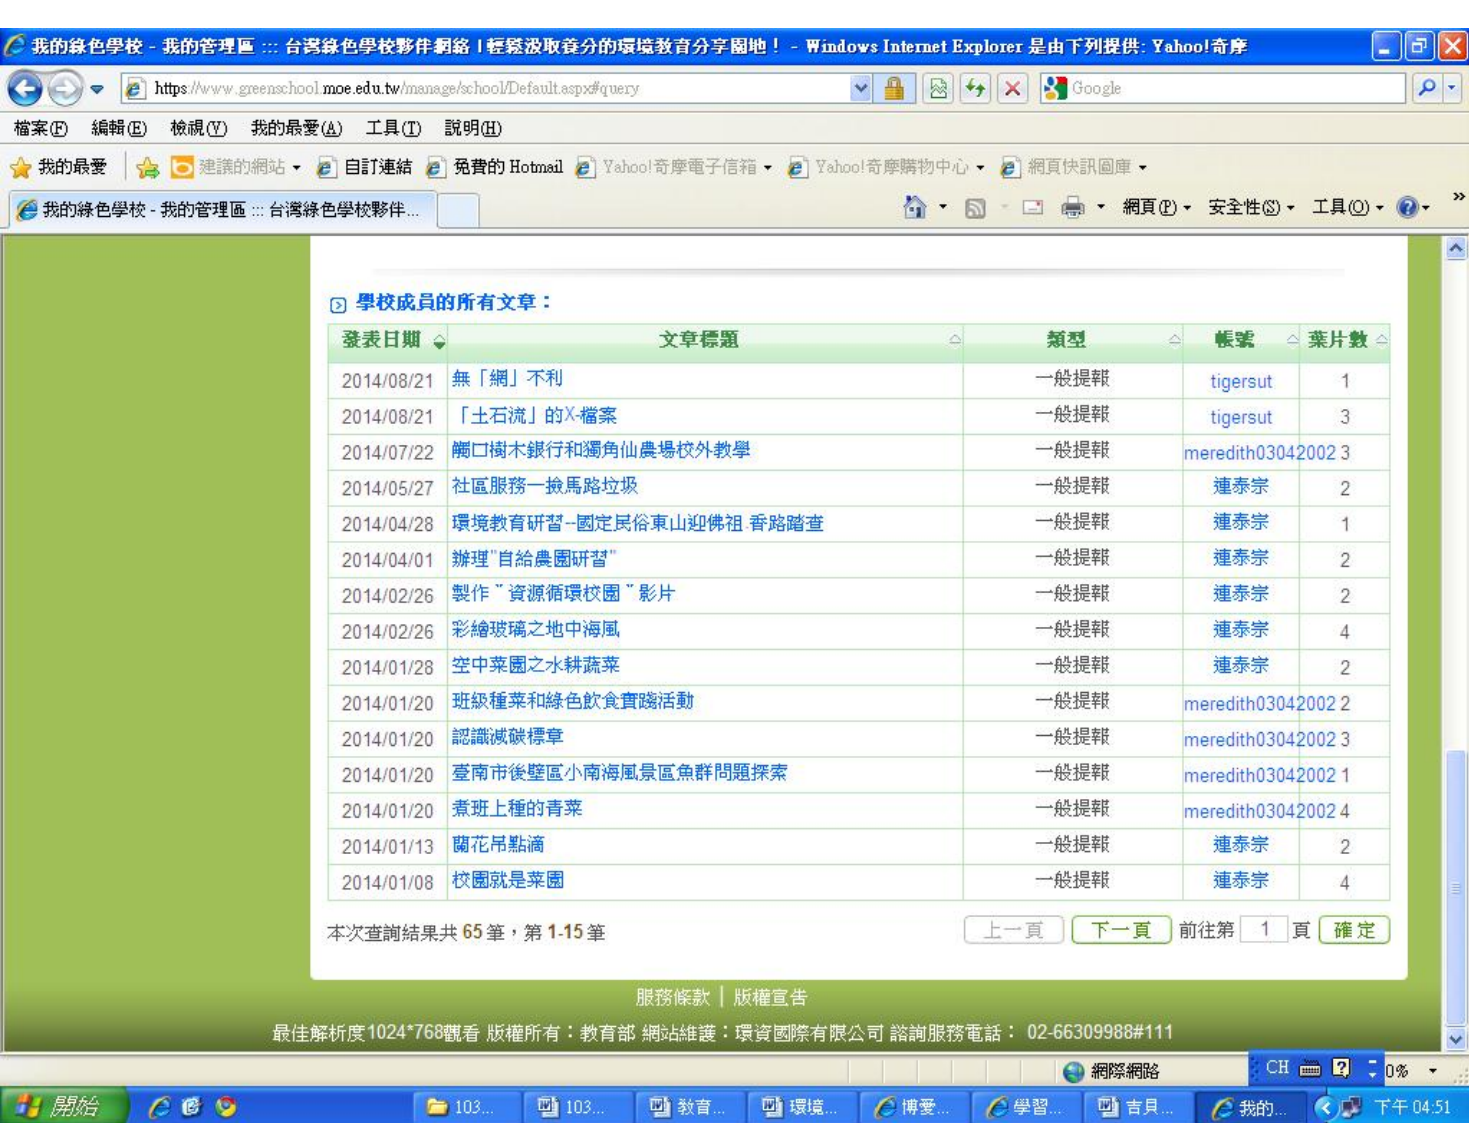 我的綠色學校 - 我的管理區 ::: 台灣綠色學校夥伴網絡 | 輕鬆汲取養分的環境教育分享園地！ - Windows Internet Explorer 是由下列提供: Yahoo!奇摩
https://www.greenschool.moe.edu.tw/manage/school/Default.aspx#query
Google
檔案(F) 編輯(E) 檢視(V) 我的最愛(A) 工具(T) 說明(H)
我的最愛 建議的網站 自訂連結 免費的 Hotmail Yahoo!奇摩電子信箱 Yahoo!奇摩購物中心 網頁快訊圖庫
我的綠色學校 - 我的管理區 ::: 台灣綠色學校夥伴... 網頁(P) 安全性(S) 工具(O)
學校成員的所有文章：
發表日期 文章標題 類型 帳號 葉片數
2014/08/21 無「網」不利 一般提報 tigersut 1
2014/08/21 「土石流」的X-檔案 一般提報 tigersut 3
2014/07/22 觸口樹木銀行和獨角仙農場校外教學 一般提報 meredith03042002 3
2014/05/27 社區服務一撿馬路垃圾 一般提報 連泰宗 2
2014/04/28 環境教育研習--國定民俗東山迎佛祖.香路踏查 一般提報 連泰宗 1
2014/04/01 辦理"自給農園研習" 一般提報 連泰宗 2
2014/02/26 製作 ˇ 資源循環校園 ˇ 影片 一般提報 連泰宗 2
2014/02/26 彩繪玻璃之地中海風 一般提報 連泰宗 4
2014/01/28 空中菜園之水耕蔬菜 一般提報 連泰宗 2
2014/01/20 班級種菜和綠色飲食實踐活動 一般提報 meredith03042002 2
2014/01/20 認識減碳標章 一般提報 meredith03042002 3
2014/01/20 臺南市後壁區小南海風景區魚群問題探索 一般提報 meredith03042002 1
2014/01/20 煮班上種的青菜 一般提報 meredith03042002 4
2014/01/13 蘭花吊點滴 一般提報 連泰宗 2
2014/01/08 校園就是菜園 一般提報 連泰宗 4
本次查詢結果共 65 筆，第 1-15 筆 上一頁 下一頁 前往第 1 頁 確定
服務條款 | 版權宣告
最佳解析度1024*768觀看 版權所有：教育部 網站維護：環資國際有限公司 諮詢服務電話： 02-66309988#111
網際網路 CH 0%
開始 103... 103... 教育... 環境... 博愛... 學習... 吉貝... 我的... 下午 04:51